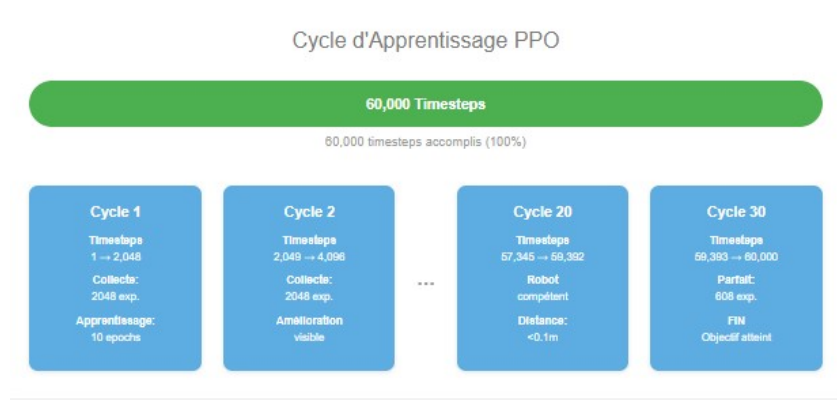 Cycle d'Apprentissage PPO
60,000 Timesteps
60,000 timesteps accomplis (100%)
Cycle 1
Timesteps
1 → 2,048
Collecte:
2048 exp.
Apprentissage:
10 epochs
Cycle 2
Timesteps
2,049 → 4,096
Collecte:
2048 exp.
Amélioration
visible
...
Cycle 20
Timesteps
57,345 → 59,392
Robot
compétent
Distance:
<0.1m
Cycle 30
Timesteps
59,393 → 60,000
Parfait:
608 exp.
FIN
Objectif atteint